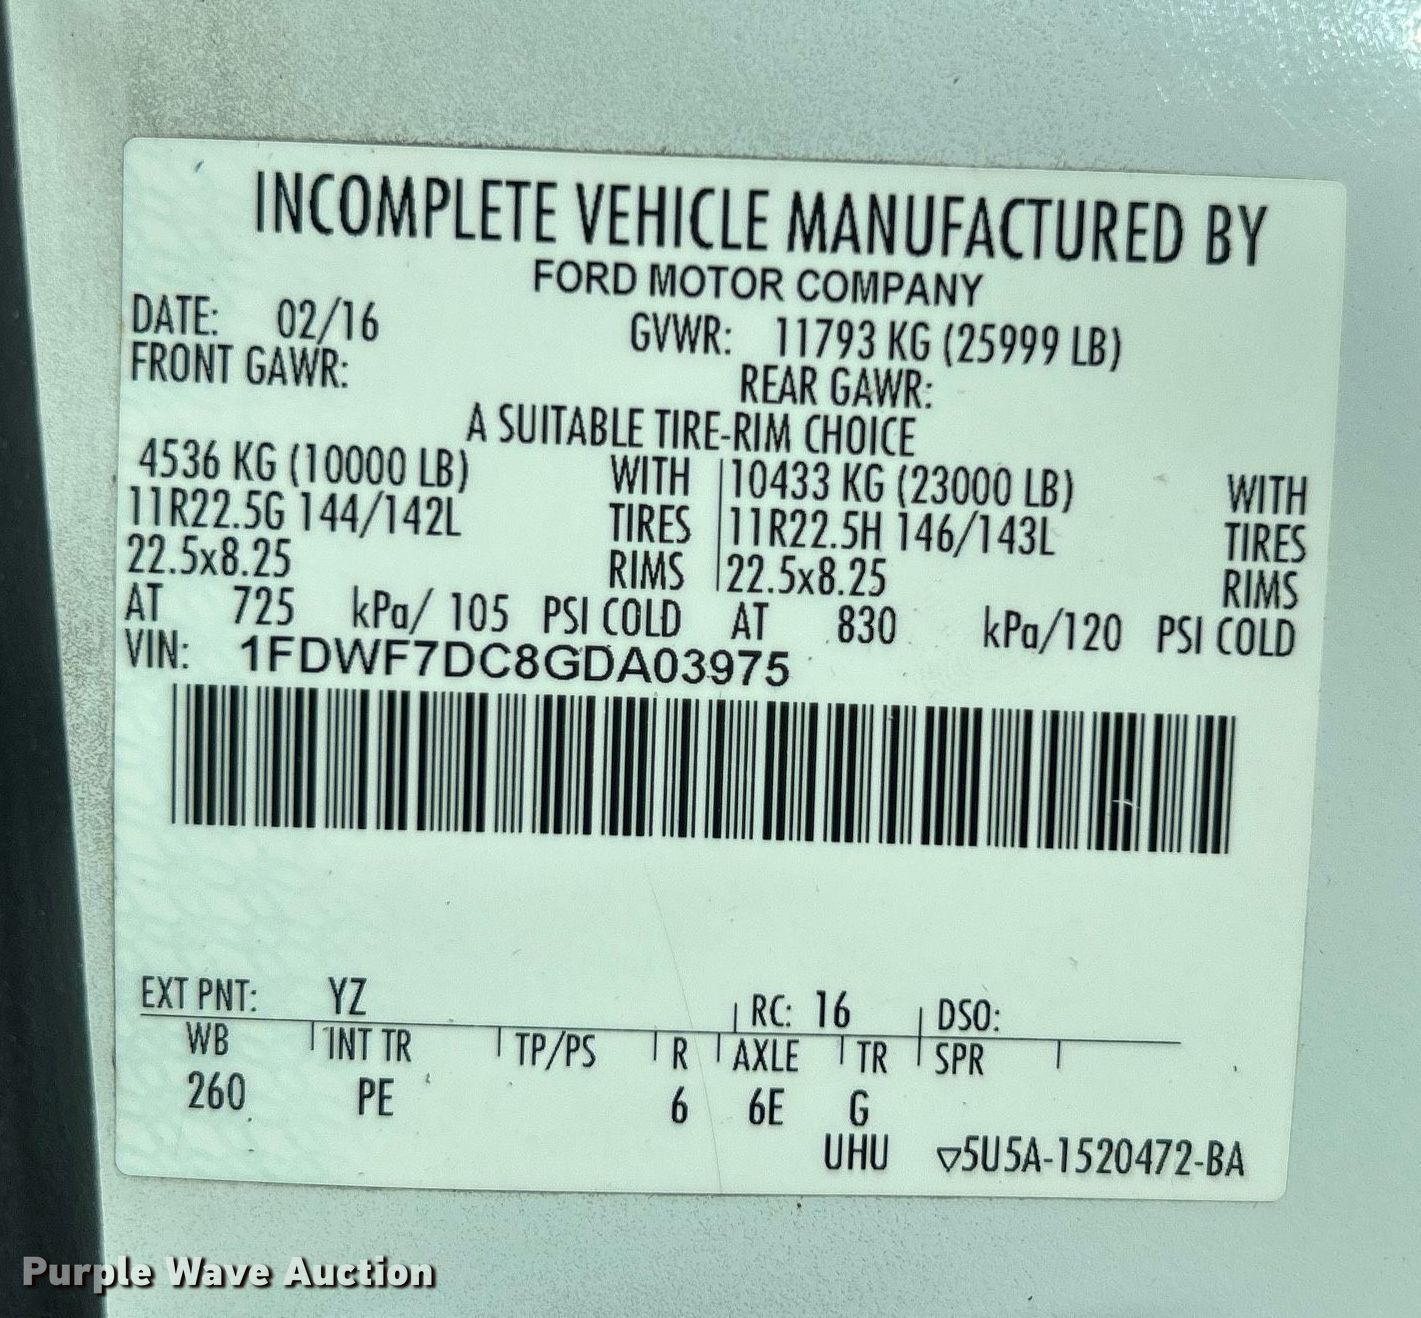 INCOMPLETE VEHICLE MANUFACTURED BY
FORD MOTOR COMPANY
DATE: 02/16 GVWR: 11793 KG (25999 LB)
FRONT GAWR: REAR GAWR:
A SUITABLE TIRE-RIM CHOICE
4536 KG (10000 LB) WITH 10433 KG (23000 LB) WITH
11R22.5G 144/142L TIRES 11R22.5H 146/143L TIRES
22.5x8.25 RIMS 22.5x8.25 RIMS
AT 725 kPa/ 105 PSI COLD AT 830 kPa/120 PSI COLD
VIN: 1FDWF7DC8GDA03975
EXT PNT: YZ RC: 16 DSO:
WB INT TR TP/PS R AXLE TR SPR
260 PE 6 6E G
UHU ▽5U5A-1520472-BA
Purple Wave Auction